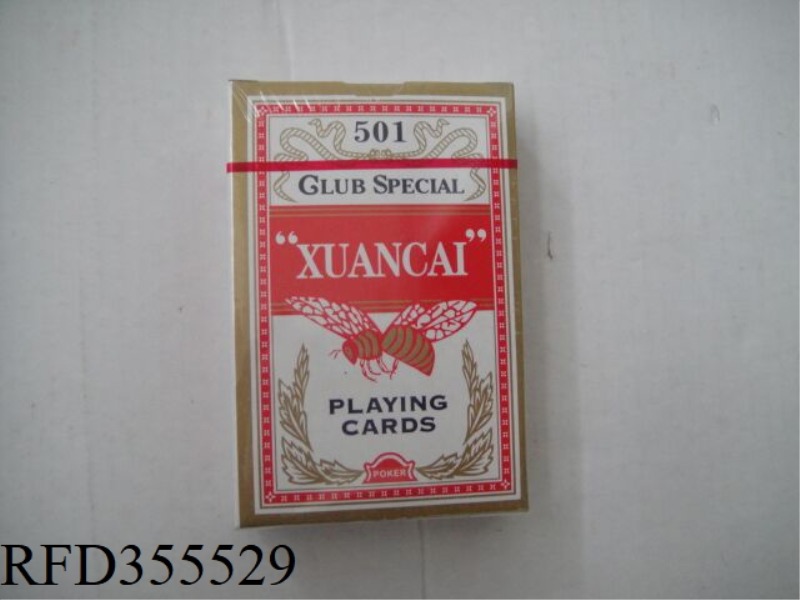 501
GLUB SPECIAL
“XUANCAI”
PLAYING
CARDS
POKER
RFD355529